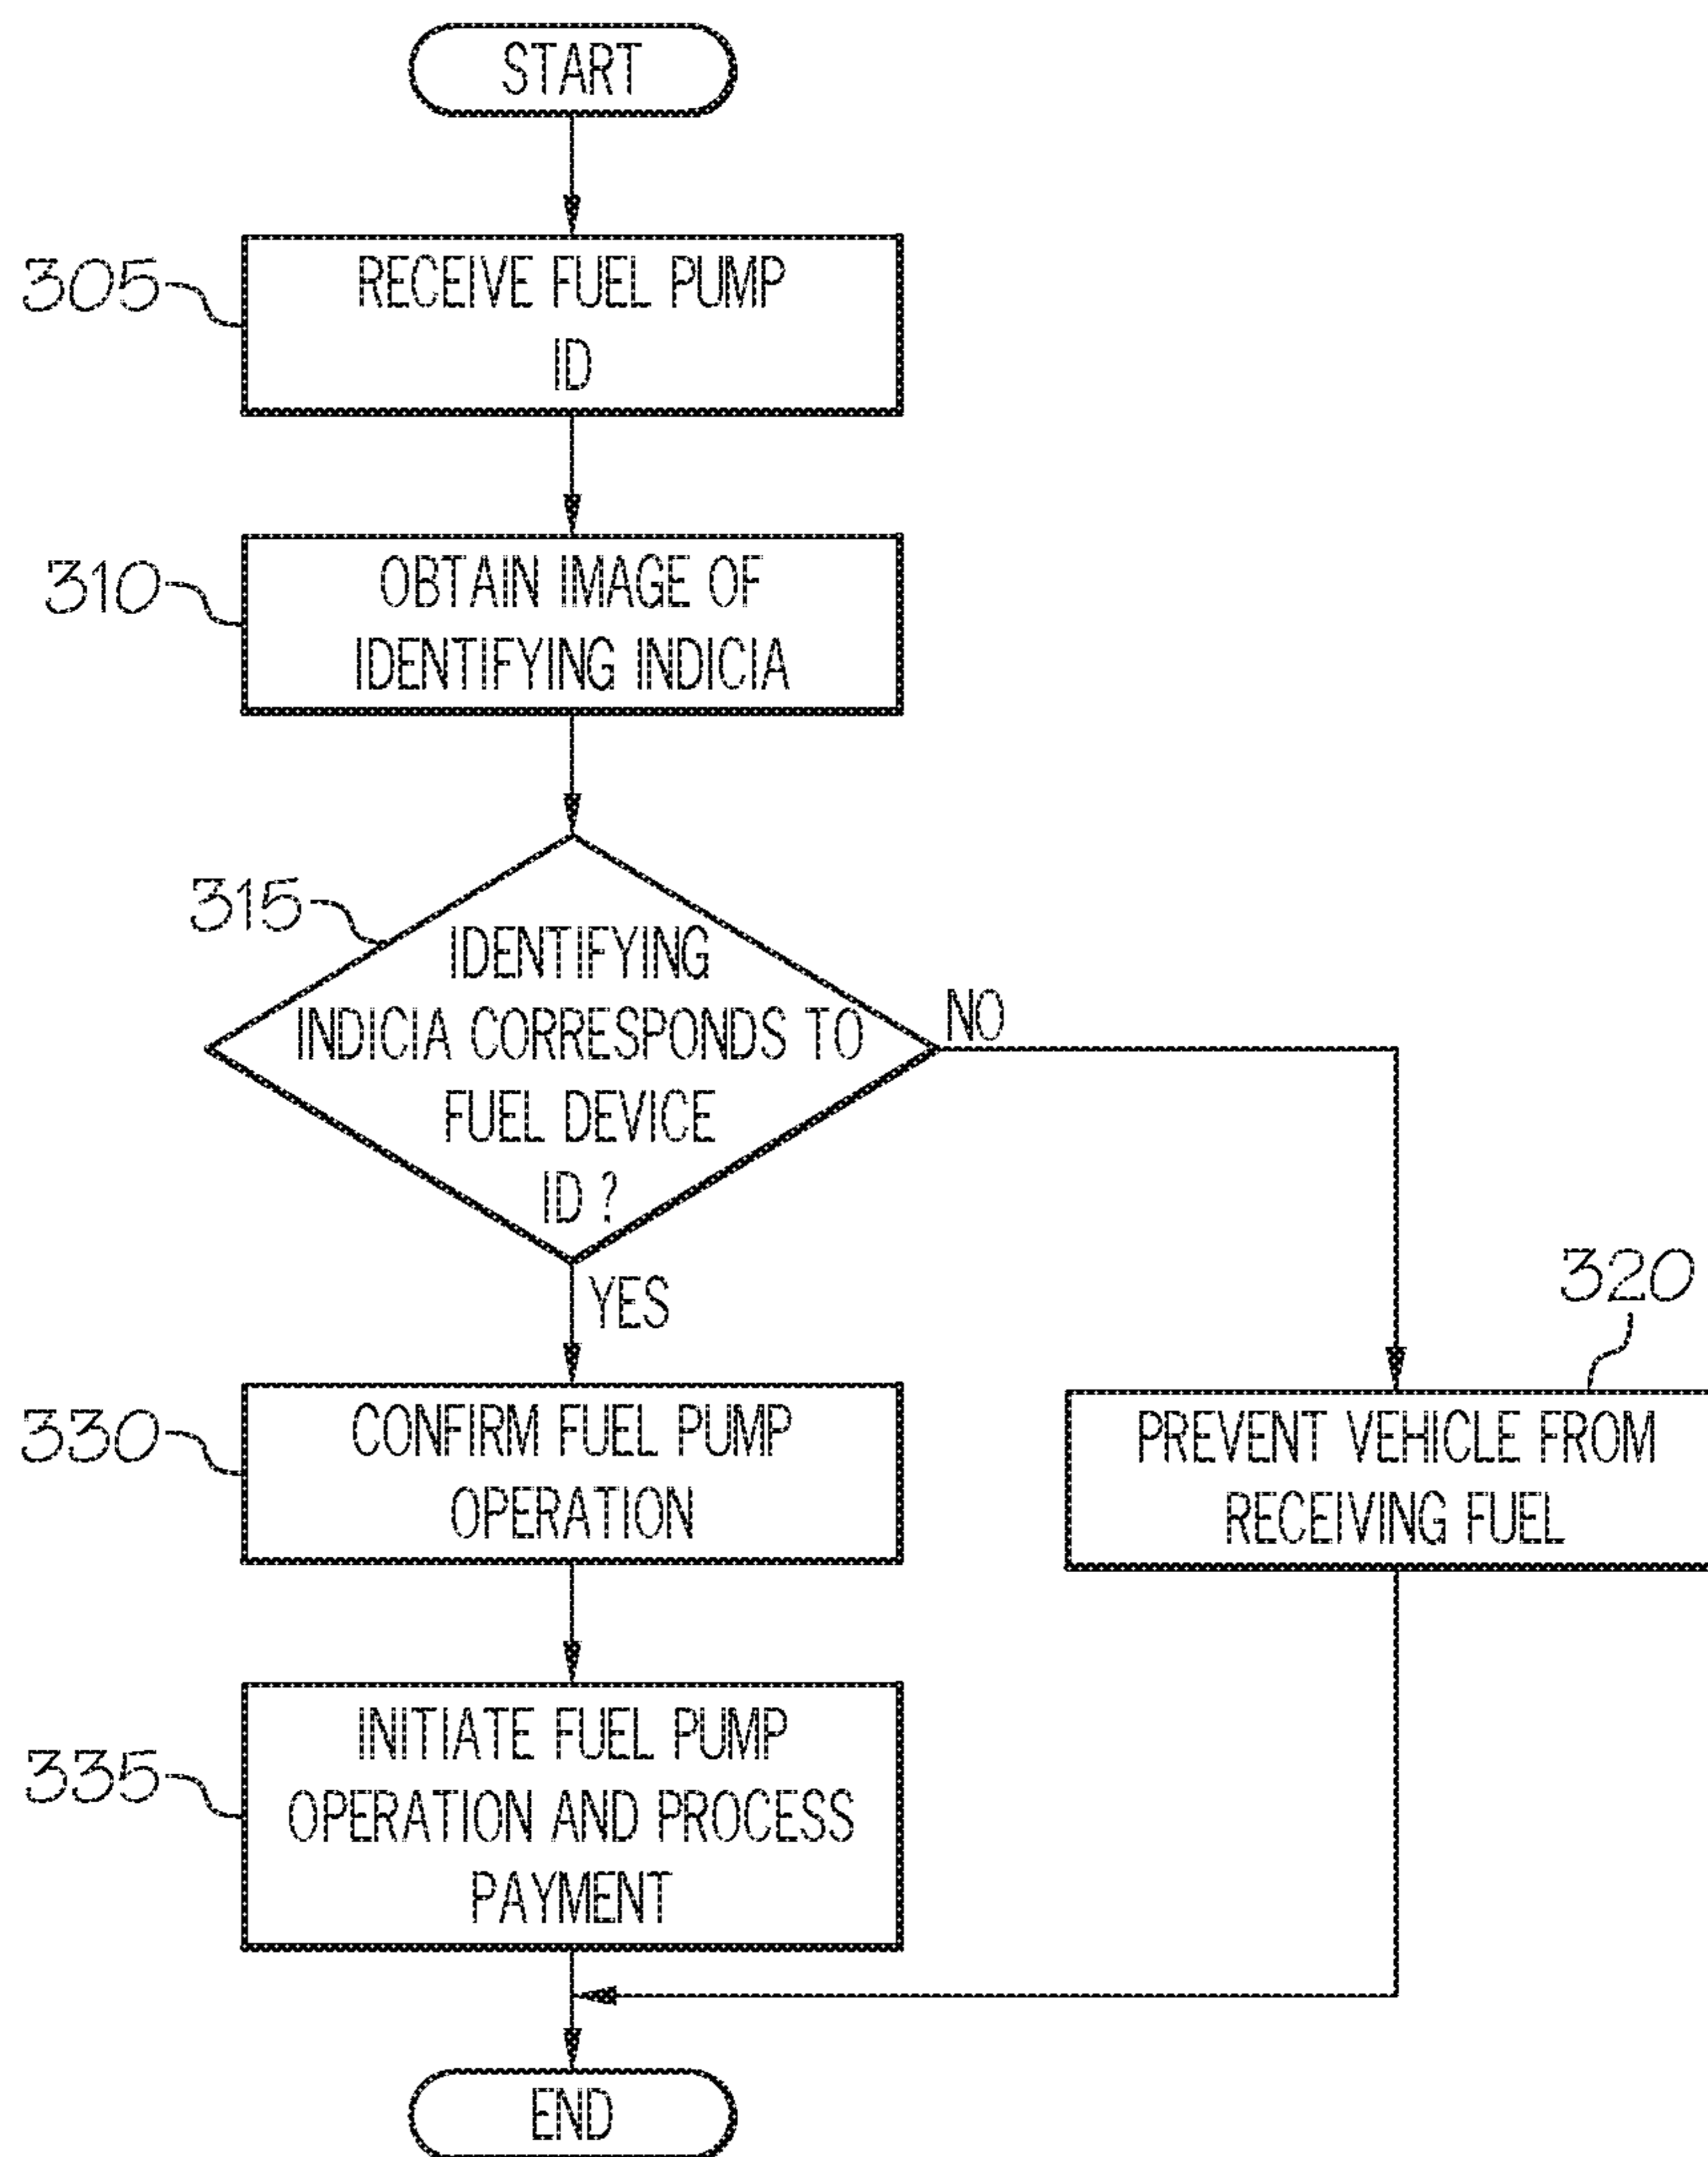 START
305
RECEIVE FUEL PUMP
ID
310
OBTAIN IMAGE OF
IDENTIFYING INDICIA
315
IDENTIFYING
INDICIA CORRESPONDS TO
FUEL DEVICE
ID ?
NO
YES
320
330
CONFIRM FUEL PUMP
OPERATION
PREVENT VEHICLE FROM
RECEIVING FUEL
335
INITIATE FUEL PUMP
OPERATION AND PROCESS
PAYMENT
END